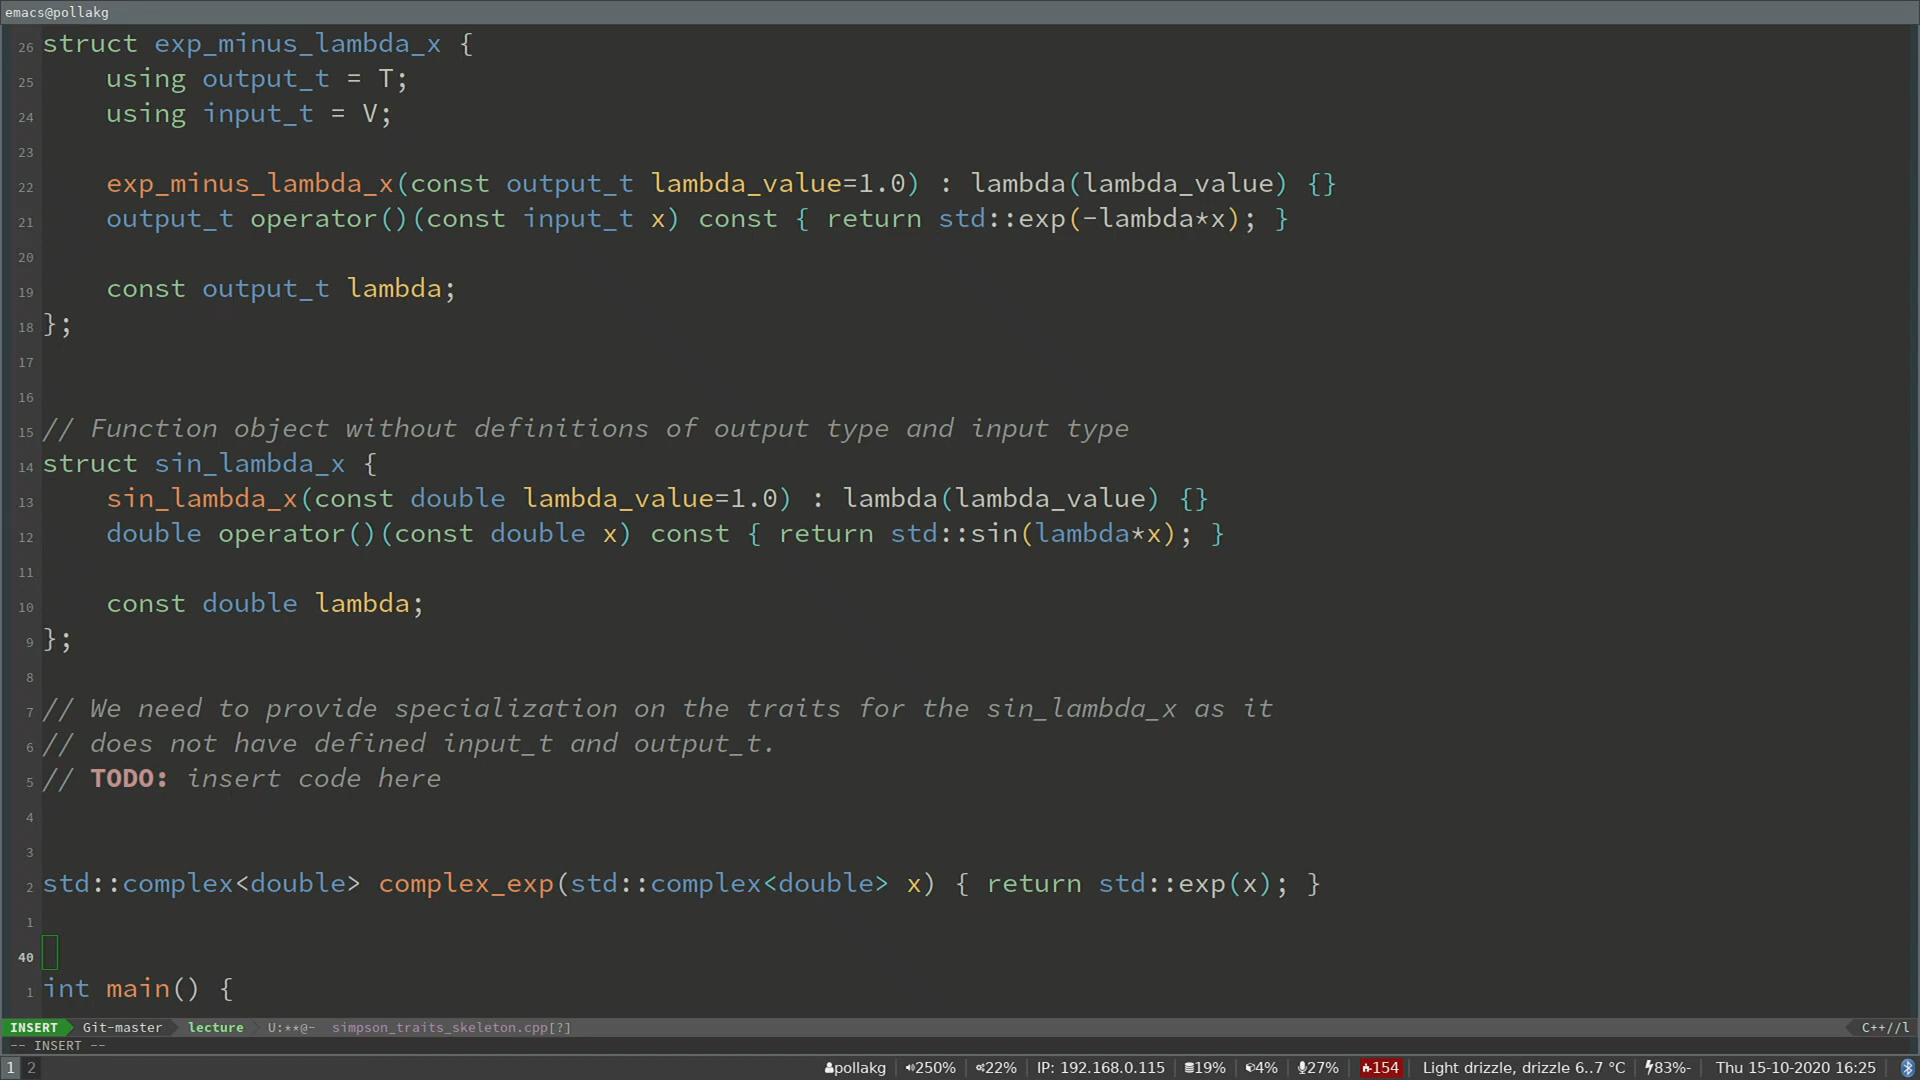 emacs@pollakg
26 struct exp_minus_lambda_x {
25     using output_t = T;
24     using input_t = V;
23
22     exp_minus_lambda_x(const output_t lambda_value=1.0) : lambda(lambda_value) {}
21     output_t operator()(const input_t x) const { return std::exp(-lambda*x); }
20
19     const output_t lambda;
18 };
17
16
15 // Function object without definitions of output type and input type
14 struct sin_lambda_x {
13     sin_lambda_x(const double lambda_value=1.0) : lambda(lambda_value) {}
12     double operator()(const double x) const { return std::sin(lambda*x); }
11
10     const double lambda;
9 };
8
7 // We need to provide specialization on the traits for the sin_lambda_x as it
6 // does not have defined input_t and output_t.
5 // TODO: insert code here
4
3
2 std::complex<double> complex_exp(std::complex<double> x) { return std::exp(x); }
1
40
1 int main() {
INSERT Git-master lecture U:**@- simpson_traits_skeleton.cpp[?] C++//l
-- INSERT --
1 2 pollakg 250% 22% IP: 192.168.0.115 19% 4% 27% 154 Light drizzle, drizzle 6..7 °C 83%- Thu 15-10-2020 16:25